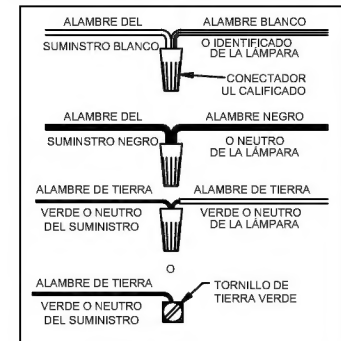 ALAMBRE DEL
SUMINSTRO BLANCO
ALAMBRE BLANCO
O IDENTIFICADO
DE LA LÁMPARA
CONECTADOR
UL CALIFICADO
ALAMBRE DEL
SUMINSTRO NEGRO
ALAMBRE NEGRO
O NEUTRO
DE LA LÁMPARA
ALAMBRE DE TIERRA
VERDE O NEUTRO
DEL SUMINISTRO
ALAMBRE DE TIERRA
VERDE O NEUTRO
DE LA LÁMPARA
O
ALAMBRE DE TIERRA
VERDE O NEUTRO
DEL SUMINISTRO
TORNILLO DE
TIERRA VERDE